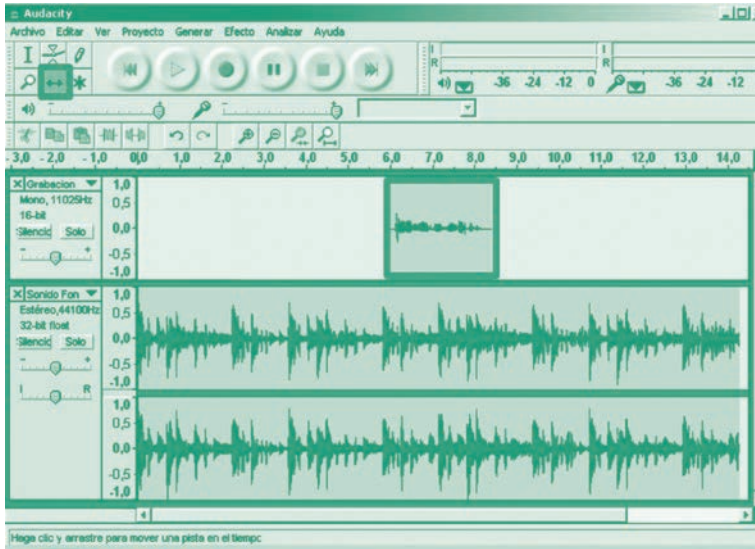 Audacity
Archivo Editar Ver Proyecto Generar Efecto Analizar Ayuda
I
R
-36 -24 -12 0
I
R
-36 -24 -12
-3,0 -2,0 -1,0 0,0 1,0 2,0 3,0 4,0 5,0 6,0 7,0 8,0 9,0 10,0 11,0 12,0 13,0 14,0
X Grabacion
Mono, 11025Hz
16-bit
Silencio Solo
- +
1,0
0,5
0,0
-0,5
-1,0
X Sonido Fon
Estéreo,44100Hz
32-bit float
Silencio Solo
- +
I R
1,0
0,5
0,0
-0,5
-1,0
1,0
0,5
0,0
-0,5
-1,0
Haga clic y arrastre para mover una pista en el tiempo